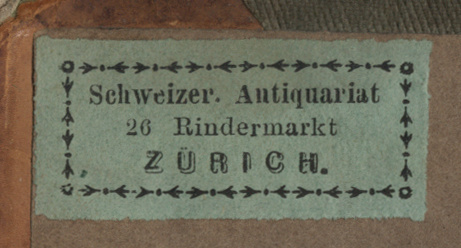 Schweizer. Antiquariat
26 Rindermarkt
ZÜRICH.